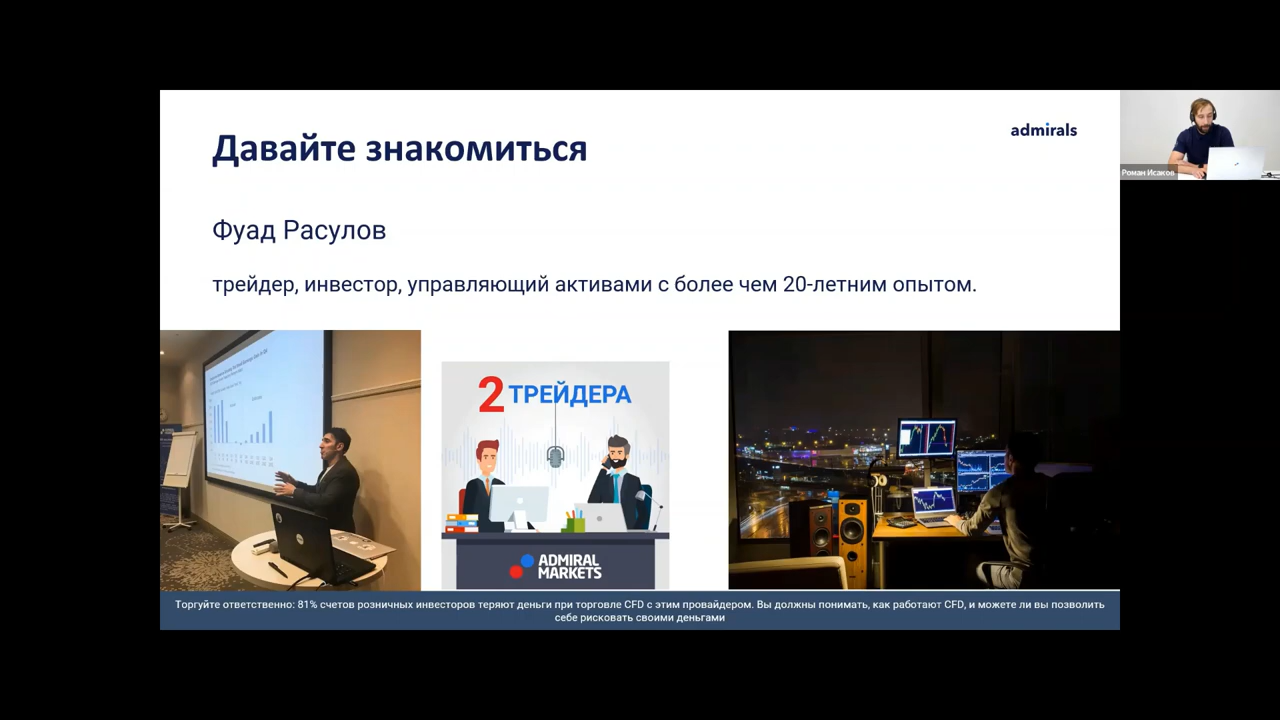 Давайте знакомиться
admirals
Роман Исаков
Фуад Расулов
трейдер, инвестор, управляющий активами с более чем 20-летним опытом.
2 ТРЕЙДЕРА
ADMIRAL
MARKETS
Торгуйте ответственно: 81% счетов розничных инвесторов теряют деньги при торговле CFD с этим провайдером. Вы должны понимать, как работают CFD, и можете ли вы позволить
себе рисковать своими деньгами